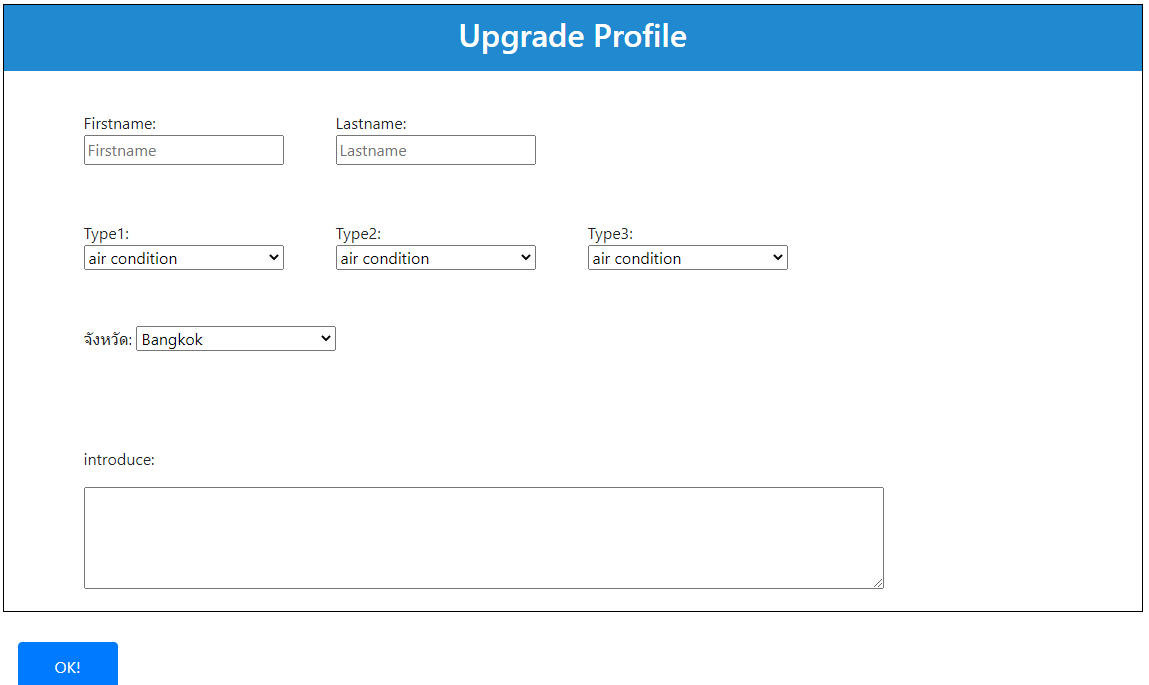 Upgrade Profile
Firstname: Lastname:
Firstname Lastname
Type1: Type2: Type3:
air condition air condition air condition
จังหวัด: Bangkok
introduce:
OK!